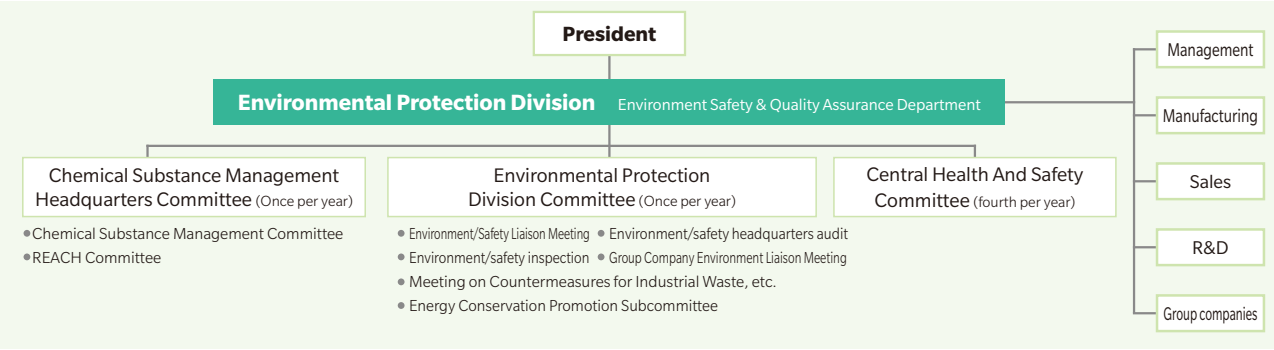 President
Environmental Protection Division Environment Safety & Quality Assurance Department
Chemical Substance Management
Headquarters Committee (Once per year)
•Chemical Substance Management Committee
•REACH Committee
Environmental Protection
Division Committee (Once per year)
• Environment/Safety Liaison Meeting • Environment/safety headquarters audit
• Environment/safety inspection • Group Company Environment Liaison Meeting
• Meeting on Countermeasures for Industrial Waste, etc.
• Energy Conservation Promotion Subcommittee
Central Health And Safety
Committee (fourth per year)
Management
Manufacturing
Sales
R&D
Group companies